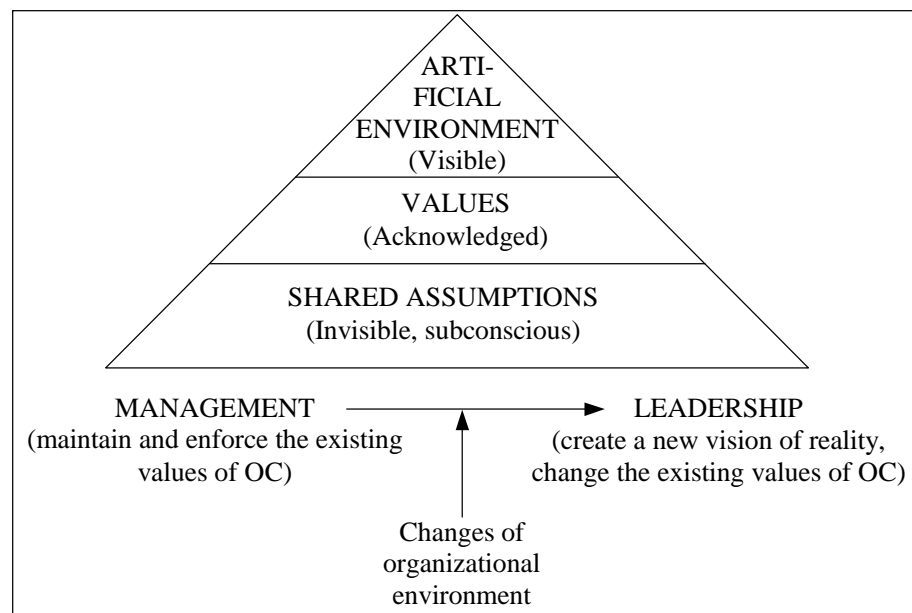 ARTI-
FICIAL
ENVIRONMENT
(Visible)
VALUES
(Acknowledged)
SHARED ASSUMPTIONS
(Invisible, subconscious)
MANAGEMENT
(maintain and enforce the existing
values of OC)
LEADERSHIP
(create a new vision of reality,
change the existing values of OC)
Changes of
organizational
environment